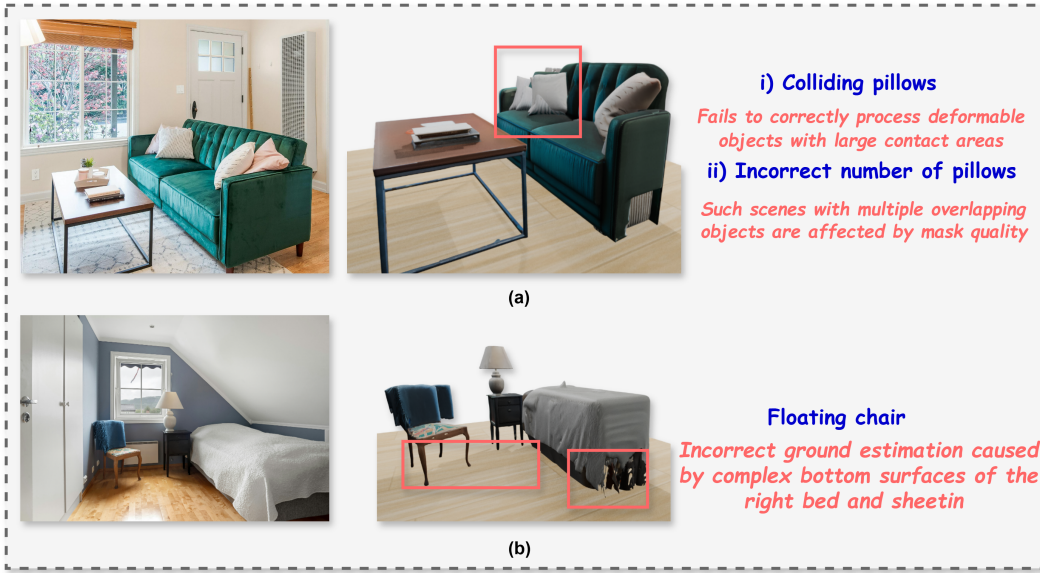 i) Colliding pillows
Fails to correctly process deformable
objects with large contact areas
ii) Incorrect number of pillows
Such scenes with multiple overlapping
objects are affected by mask quality
(a)
Floating chair
Incorrect ground estimation caused
by complex bottom surfaces of the
right bed and sheetin
(b)